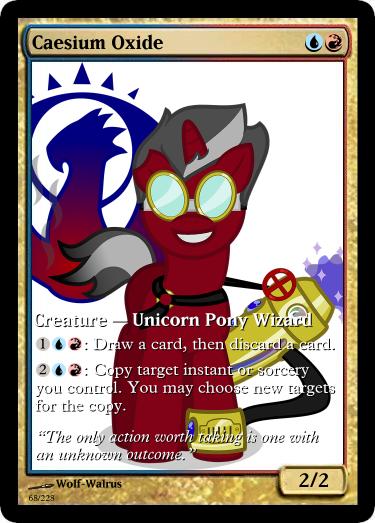 Caesium Oxide
Creature — Unicorn Pony Wizard
1: Draw a card, then discard a card.
2: Copy target instant or sorcery
you control. You may choose new targets
for the copy.
“The only action worth taking is one with
an unknown outcome.”
Wolf-Walrus
2/2
68/228